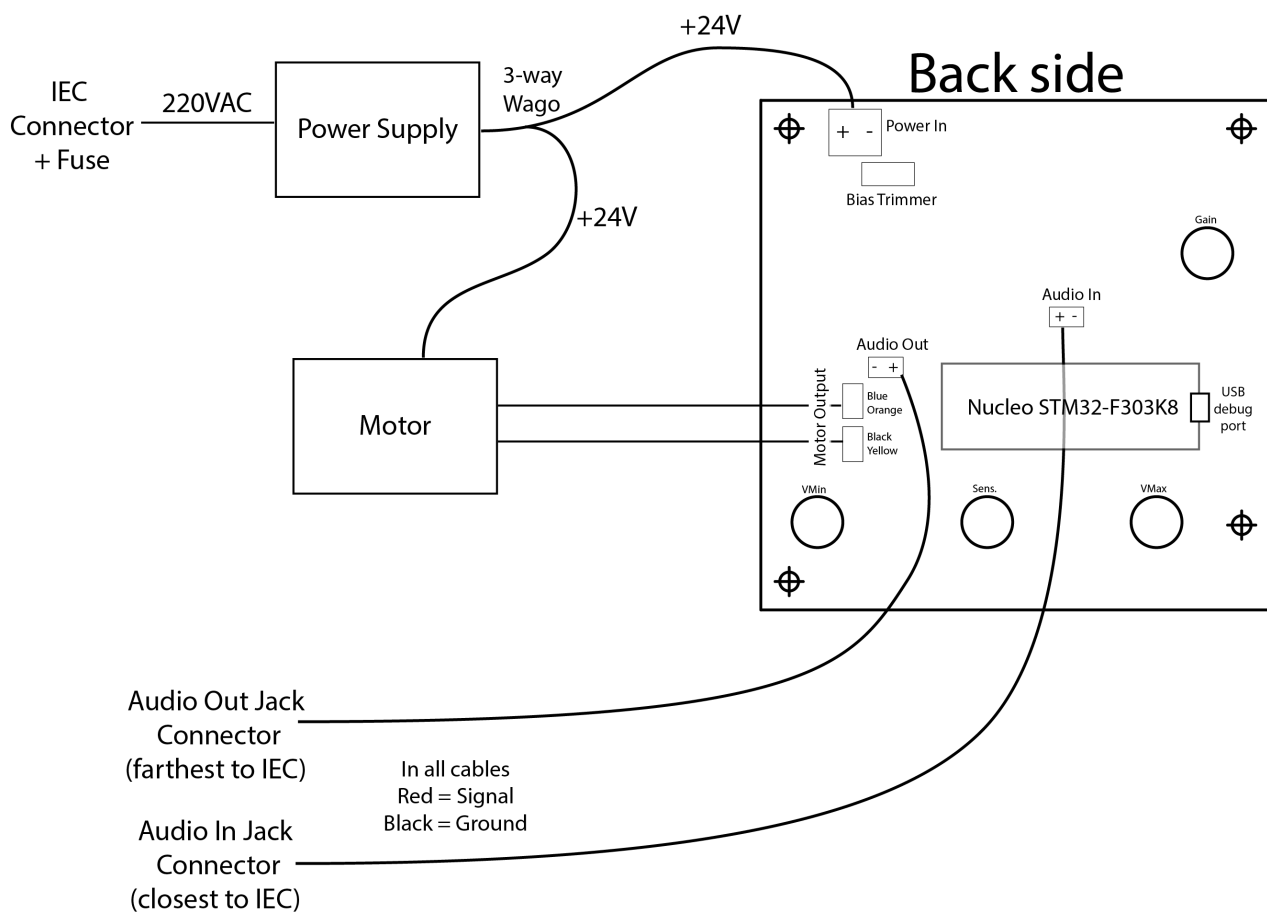 +24V
Back side
3-way
Wago
IEC
Connector
+ Fuse
220VAC
Power Supply
+ -
Power In
Bias Trimmer
+24V
Gain
Audio In
+ -
Audio Out
- +
Motor Output
Blue
Orange
Black
Yellow
Nucleo STM32-F303K8
USB
debug
port
Motor
VMin
Sens.
VMax
Audio Out Jack
Connector
(farthest to IEC)
In all cables
Red = Signal
Black = Ground
Audio In Jack
Connector
(closest to IEC)